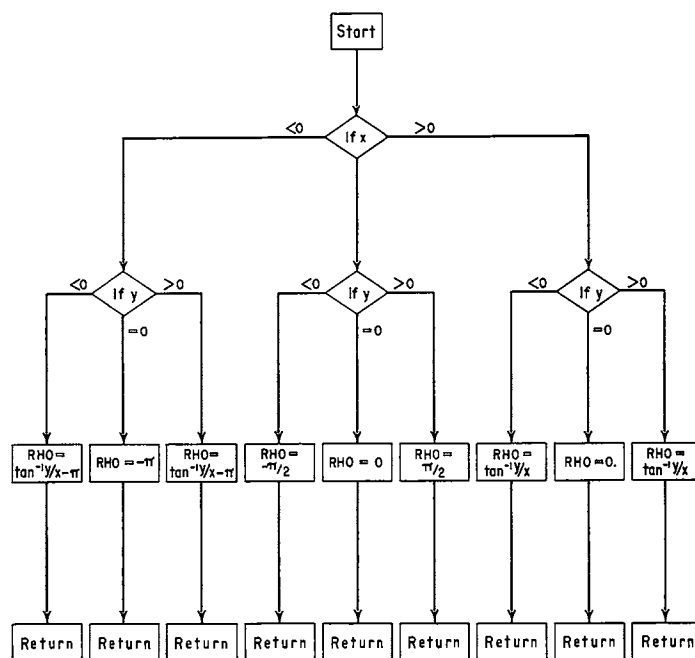 Start
<0
If x
>0
<0
If y
>0
=0
<0
If y
>0
=0
<0
If y
>0
=0
RHO=
tan⁻¹y/x-π
RHO=-π
RHO=
tan⁻¹y/x-π
RHO=
-π/2
RHO = 0
RHO=
π/2
RHO=
tan⁻¹y/x
RHO=0.
RHO=
tan⁻¹y/x
Return
Return
Return
Return
Return
Return
Return
Return
Return